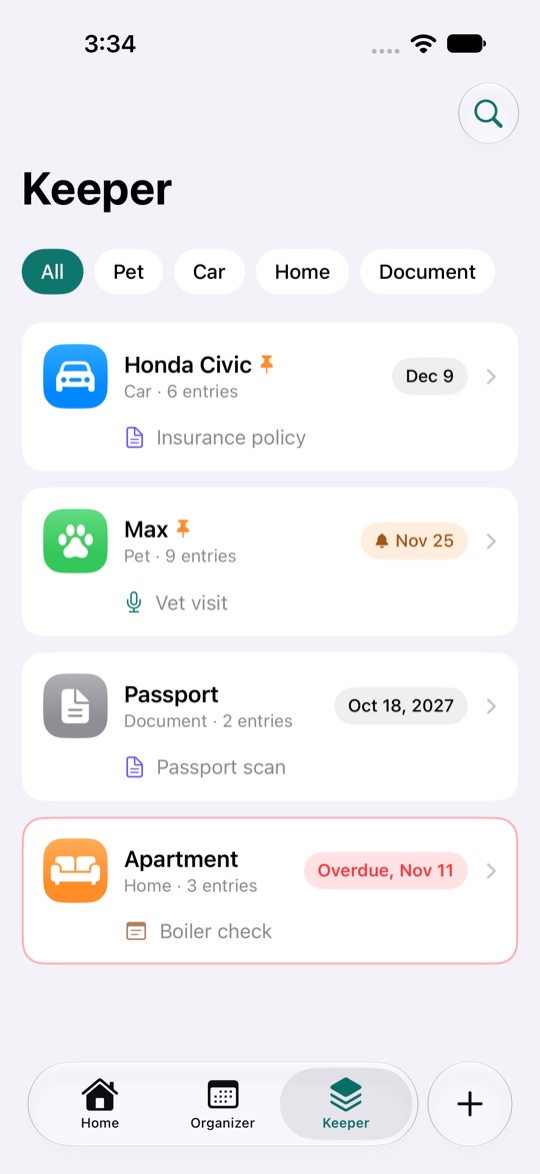 3:34
Keeper
All
Pet
Car
Home
Document
Honda Civic
Dec 9
Car · 6 entries
Insurance policy
Max
Nov 25
Pet · 9 entries
Vet visit
Passport
Oct 18, 2027
Document · 2 entries
Passport scan
Apartment
Overdue, Nov 11
Home · 3 entries
Boiler check
Home
Organizer
Keeper